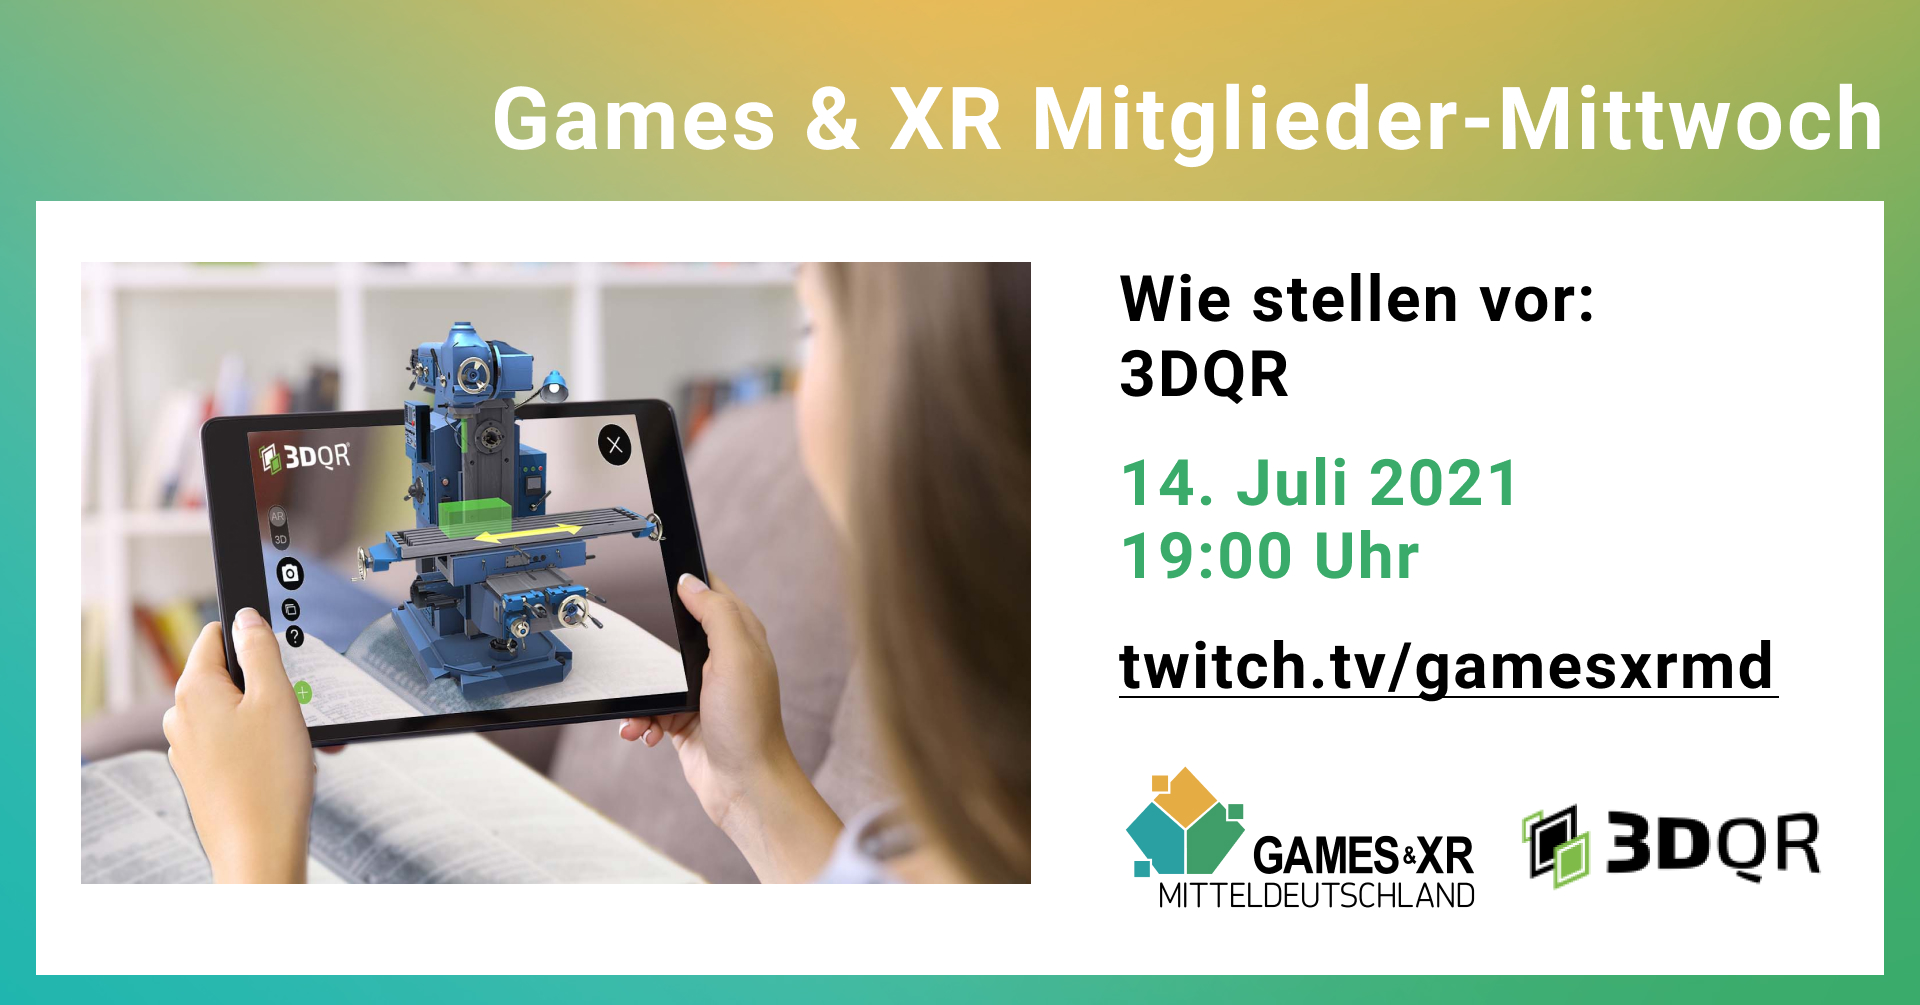 Games & XR Mitglieder-Mittwoch
3DQR
AR
3D
?
Wie stellen vor:
3DQR
14. Juli 2021
19:00 Uhr
twitch.tv/gamesxrmd
GAMES&XR
MITTELDEUTSCHLAND
3DQR